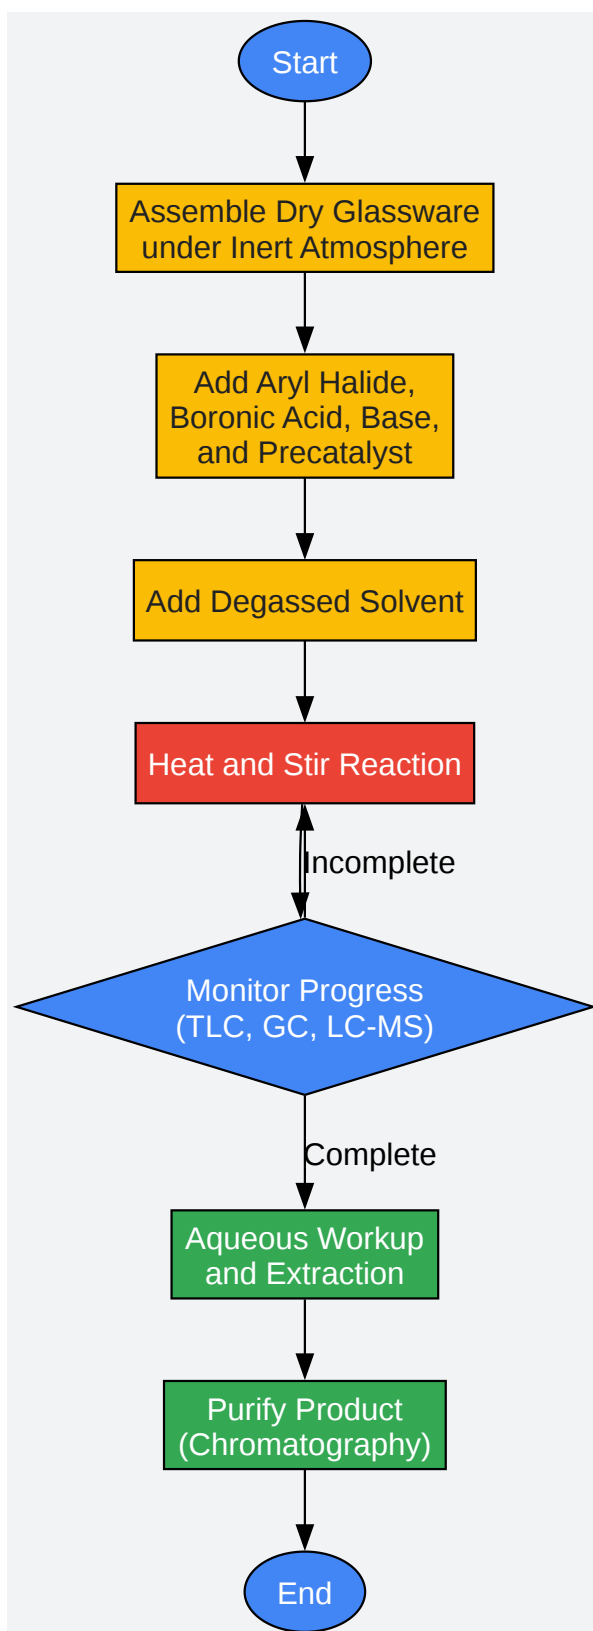 Start
Assemble Dry Glassware
under Inert Atmosphere
Add Aryl Halide,
Boronic Acid, Base,
and Precatalyst
Add Degassed Solvent
Heat and Stir Reaction
Incomplete
Monitor Progress
(TLC, GC, LC-MS)
Complete
Aqueous Workup
and Extraction
Purify Product
(Chromatography)
End